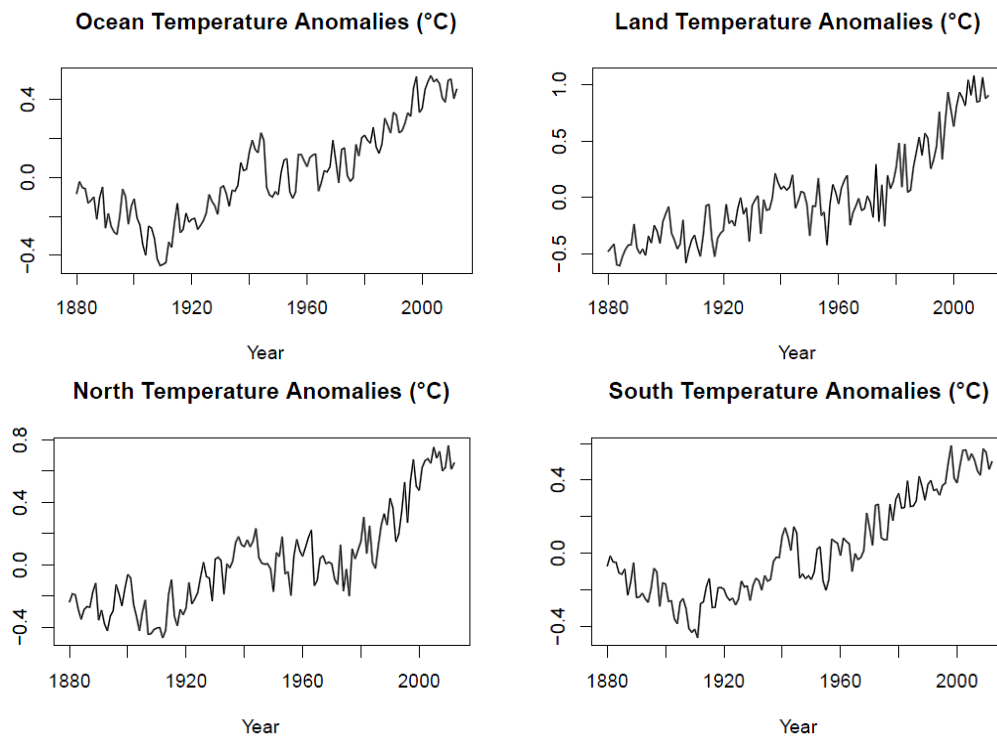 Ocean Temperature Anomalies (°C)
0.4
0.0
−0.4
1880 1920 1960 2000
Year
Land Temperature Anomalies (°C)
1.0
0.5
0.0
−0.5
1880 1920 1960 2000
Year
North Temperature Anomalies (°C)
0.8
0.4
0.0
−0.4
1880 1920 1960 2000
Year
South Temperature Anomalies (°C)
0.4
0.0
−0.4
1880 1920 1960 2000
Year